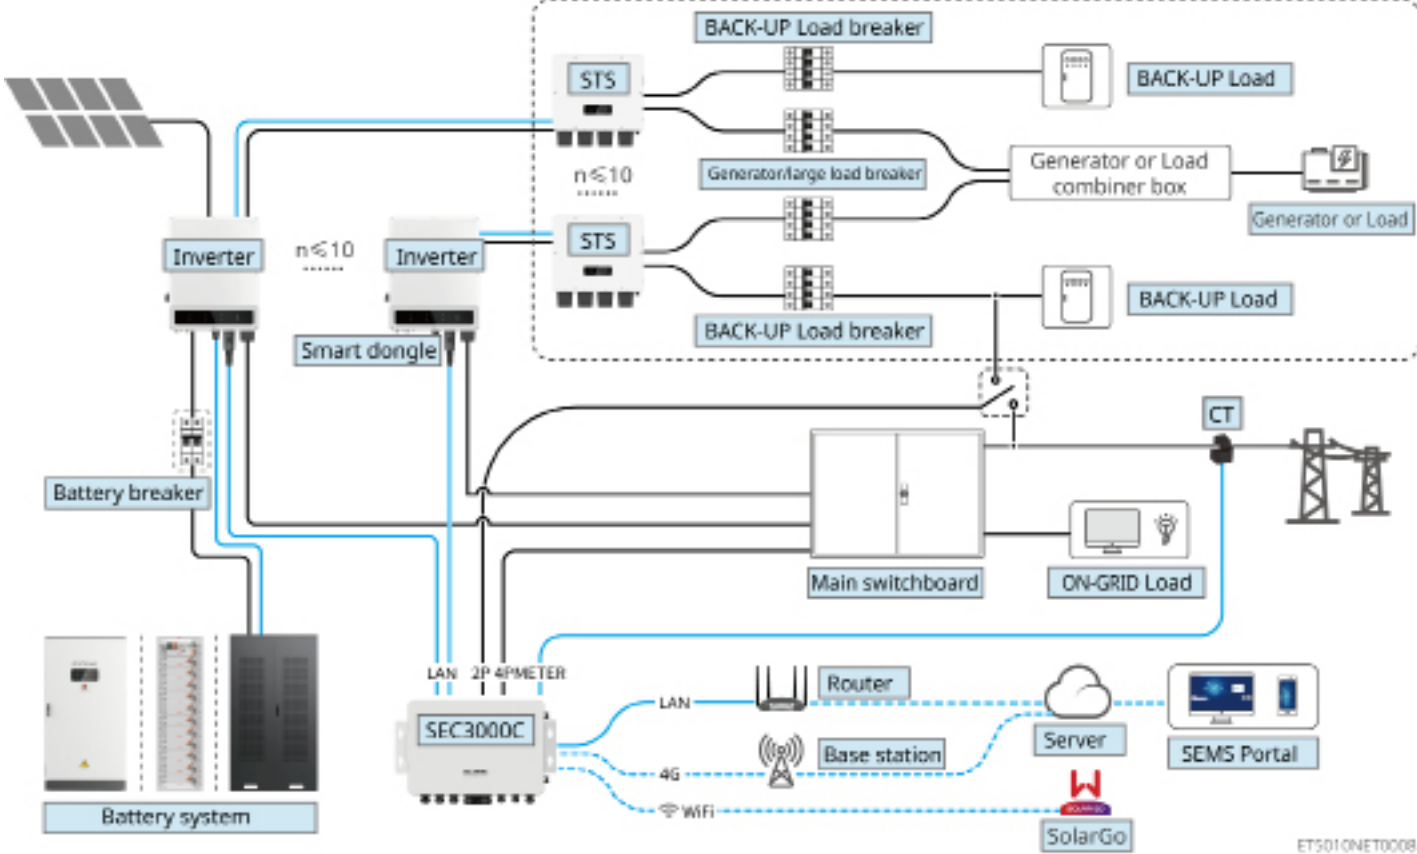 BACK-UP Load breaker
STS
BACK-UP Load
n≤10
Generator/large load breaker
Generator or Load
combiner box
Generator or Load
Inverter
n≤10
Inverter
STS
BACK-UP Load
BACK-UP Load breaker
Smart dongle
CT
Battery breaker
Main switchboard
ON-GRID Load
LAN
2P
4P
METER
LAN
Router
SEC3000C
4G
Base station
Server
SEMS Portal
WiFi
SOLARGO
SolarGo
Battery system
ET5010NET0008